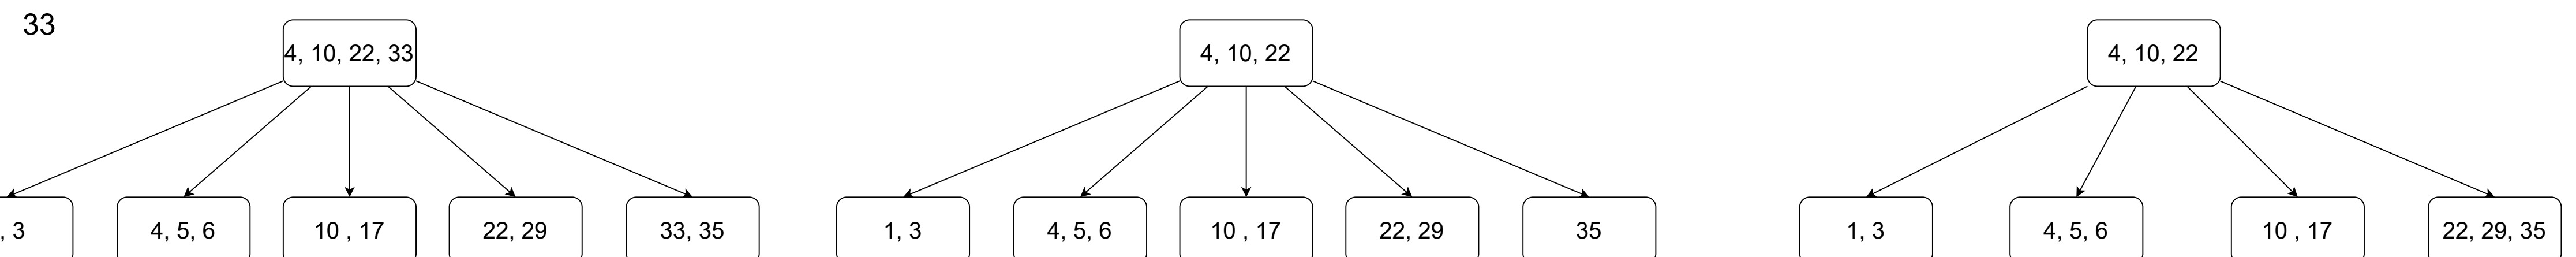 33
4, 10, 22, 33
4, 10, 22
4, 10, 22
, 3
4, 5, 6
10 , 17
22, 29
33, 35
1, 3
4, 5, 6
10 , 17
22, 29
35
1, 3
4, 5, 6
10 , 17
22, 29, 35